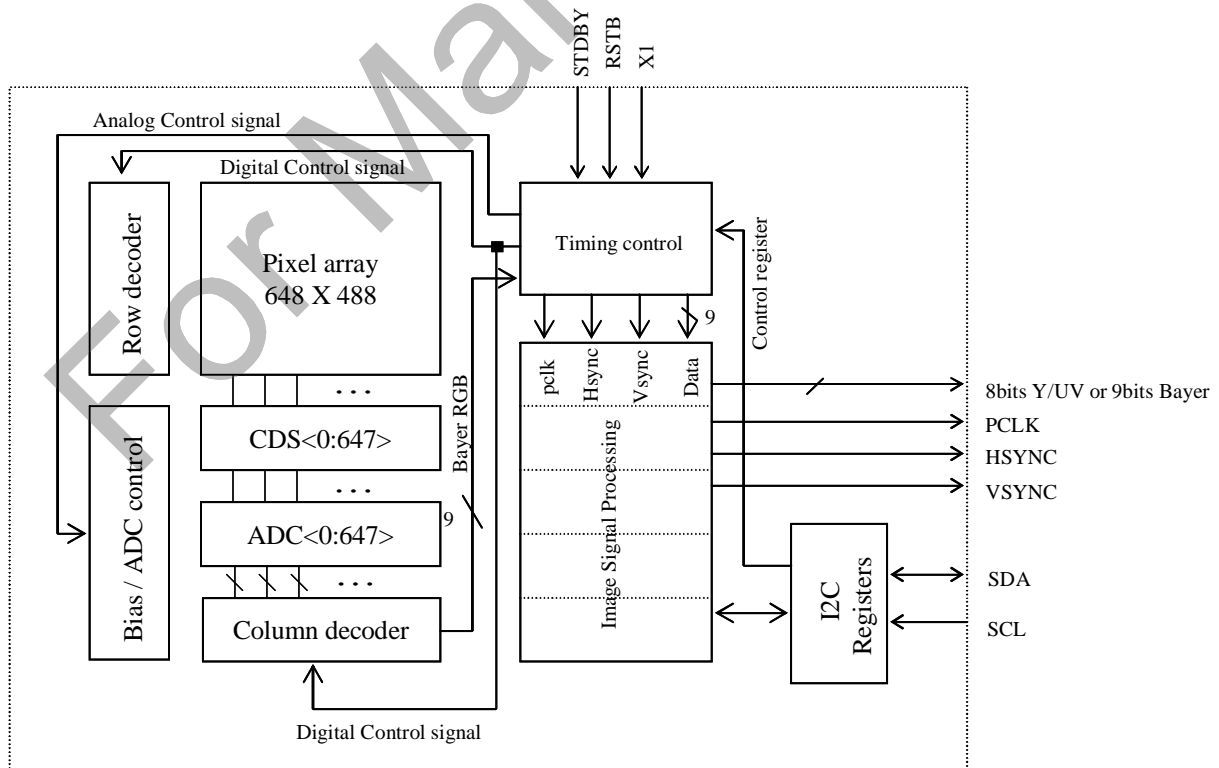 STDBY
RSTB
X1
Analog Control signal
Digital Control signal
Row decoder
Pixel array
648 X 488
Timing control
Control register
9
pclk
Hsync
Vsync
Data
8bits Y/UV or 9bits Bayer
PCLK
HSYNC
VSYNC
Bayer RGB
9
CDS<0:647>
ADC<0:647>
Bias / ADC control
Column decoder
Image Signal Processing
I2C
Registers
SDA
SCL
Digital Control signal
• • •
• • •
• • •